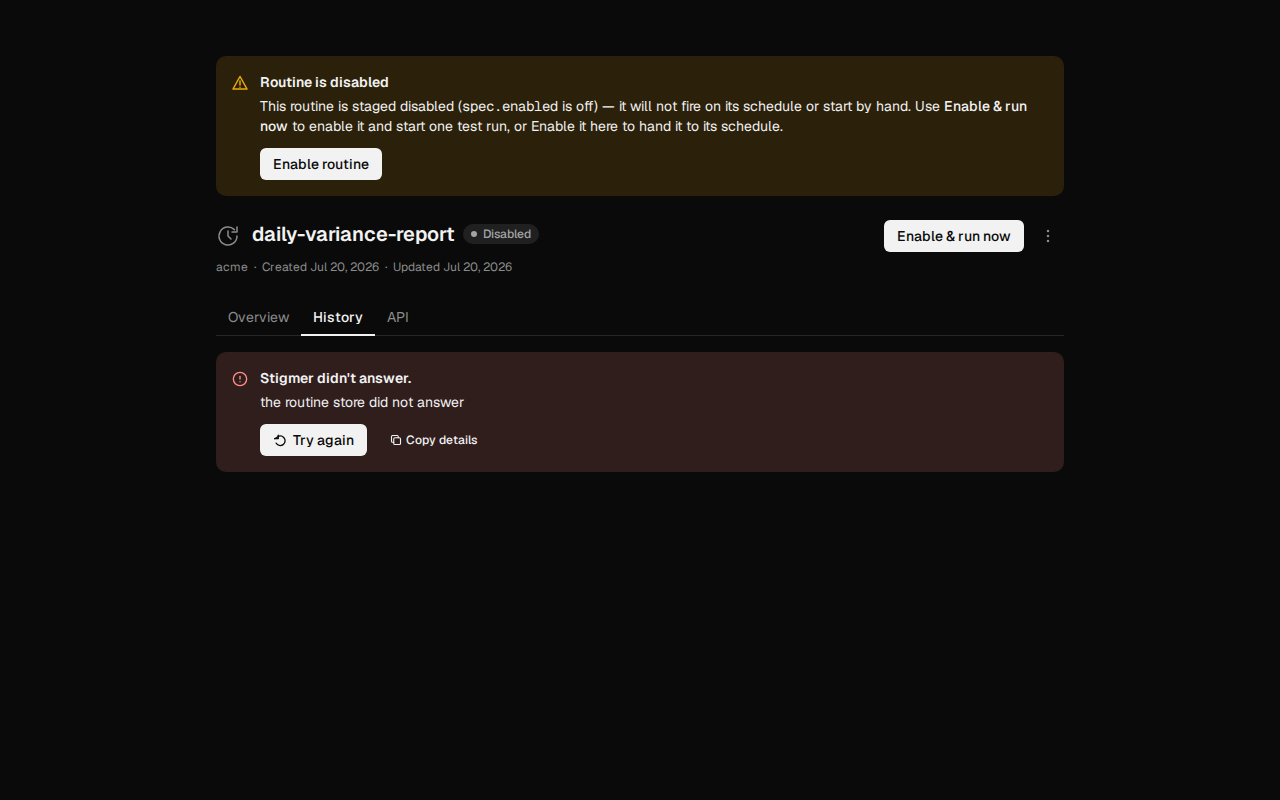 Routine is disabled
This routine is staged disabled (spec.enabled is off) — it will not fire on its schedule or start by hand. Use Enable & run
now to enable it and start one test run, or Enable it here to hand it to its schedule.
Enable routine
daily-variance-report
Disabled
Enable & run now
acme · Created Jul 20, 2026 · Updated Jul 20, 2026
Overview
History
API
Stigmer didn't answer.
the routine store did not answer
Try again
Copy details